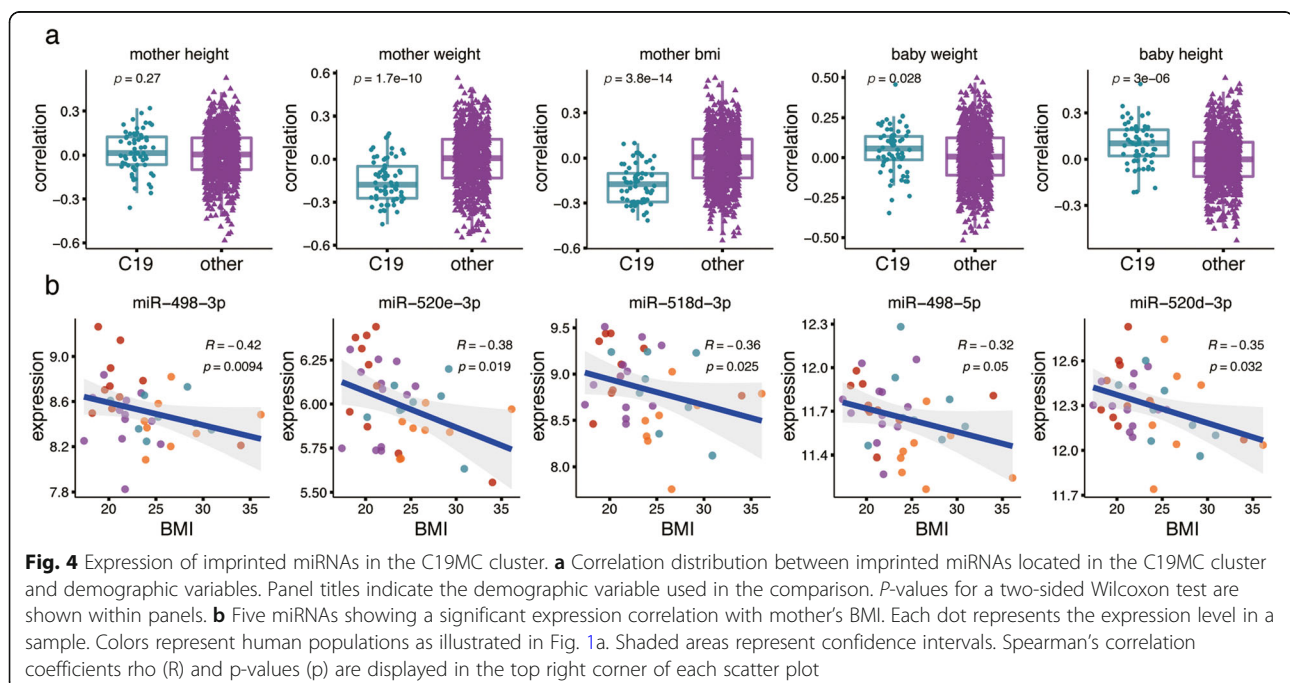 a
mother height
mother weight
mother bmi
baby weight
baby height
p = 0.27
p = 1.7e−10
p = 3.8e−14
p = 0.028
p = 3e−06
correlation
0.3
0.0
−0.3
−0.6
C19
other
correlation
0.6
0.3
0.0
−0.3
−0.6
C19
other
correlation
0.6
0.3
0.0
−0.3
−0.6
C19
other
correlation
0.50
0.25
0.00
−0.25
−0.50
C19
other
correlation
0.3
0.0
−0.3
C19
other
b
miR−498−3p
R = −0.42
p = 0.0094
expression
9.0
8.6
8.2
7.8
20 25 30 35
BMI
miR−520e−3p
R = −0.38
p = 0.019
expression
6.25
6.00
5.75
5.50
20 25 30 35
BMI
miR−518d−3p
R = −0.36
p = 0.025
expression
9.5
9.0
8.5
8.0
20 25 30 35
BMI
miR−498−5p
R = −0.32
p = 0.05
expression
12.3
12.0
11.7
11.4
20 25 30 35
BMI
miR−520d−3p
R = −0.35
p = 0.032
expression
12.6
12.3
12.0
11.7
20 25 30 35
BMI
Fig. 4 Expression of imprinted miRNAs in the C19MC cluster. a Correlation distribution between imprinted miRNAs located in the C19MC cluster
and demographic variables. Panel titles indicate the demographic variable used in the comparison. P-values for a two-sided Wilcoxon test are
shown within panels. b Five miRNAs showing a significant expression correlation with mother's BMI. Each dot represents the expression level in a
sample. Colors represent human populations as illustrated in Fig. 1a. Shaded areas represent confidence intervals. Spearman's correlation
coefficients rho (R) and p-values (p) are displayed in the top right corner of each scatter plot